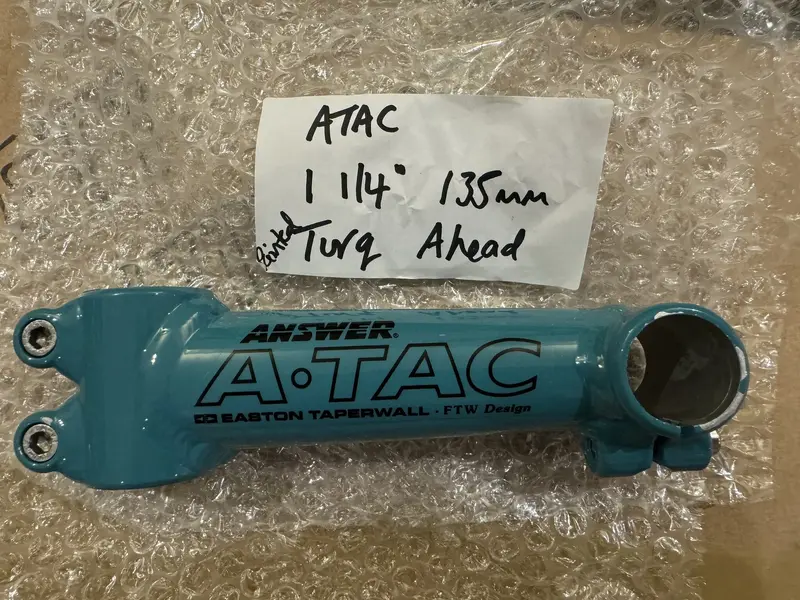 ATAC
1 1/4" 135mm
Painted Turq Ahead
ANSWER®
A·TAC
EASTON TAPERWALL · FTW Design